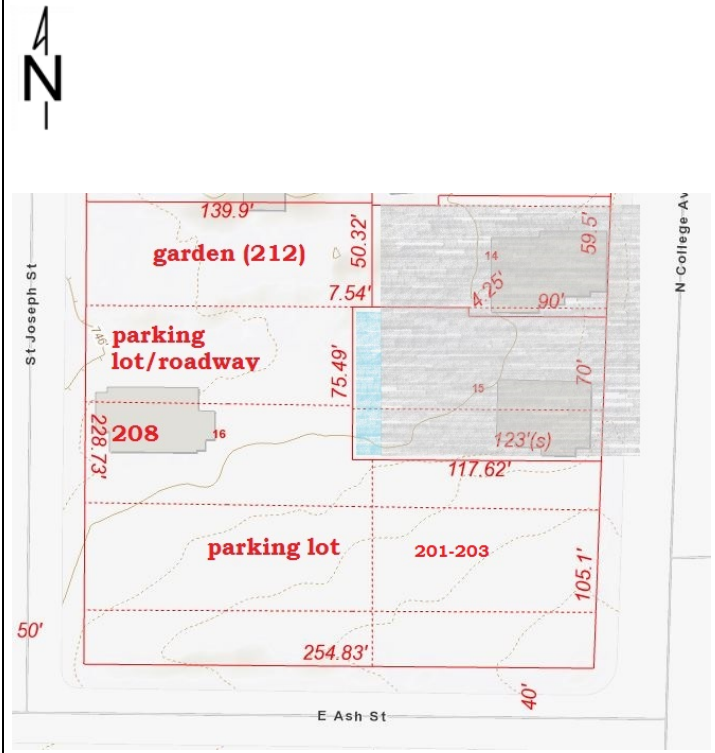 N
139.9'
50.32'
59.5'
N College Av
garden (212)
14
4.25'
7.54'
90'
St Joseph St
746'
parking
lot/roadway
75.49'
70'
15
228.73'
208
16
123'(s)
117.62'
parking lot
201-203
105.1'
50'
254.83'
40'
E Ash St